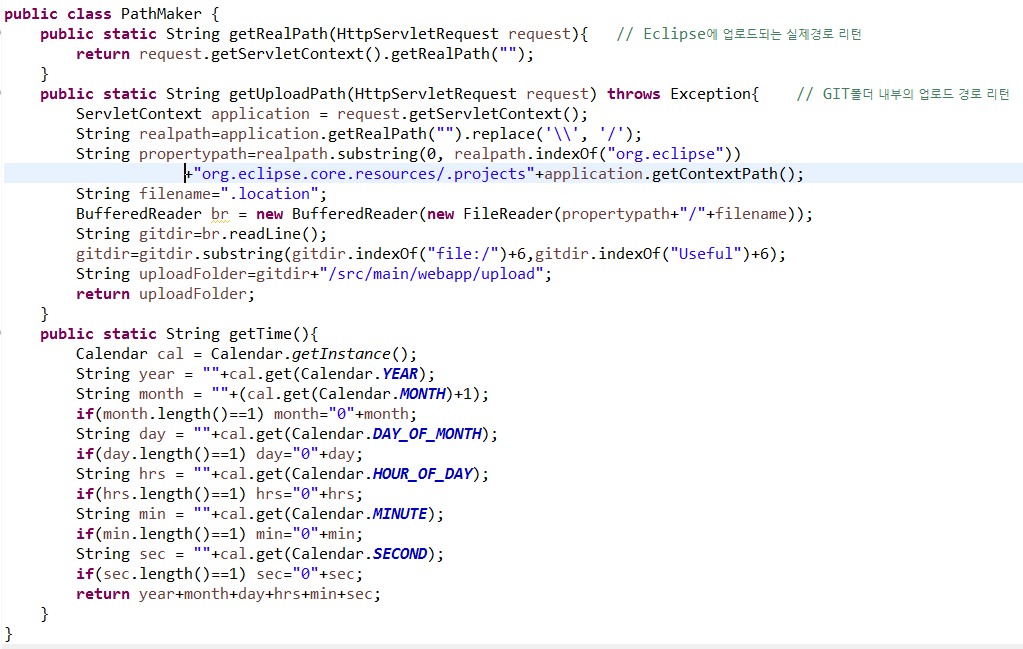 public class PathMaker {
    public static String getRealPath(HttpServletRequest request){   // Eclipse에 업로드되는 실제경로 리턴
        return request.getServletContext().getRealPath("");
    }
    public static String getUploadPath(HttpServletRequest request) throws Exception{    // GIT폴더 내부의 업로드 경로 리턴
        ServletContext application = request.getServletContext();
        String realpath=application.getRealPath("").replace('\\', '/');
        String propertypath=realpath.substring(0, realpath.indexOf("org.eclipse"))
                    +"org.eclipse.core.resources/.projects"+application.getContextPath();
        String filename=".location";
        BufferedReader br = new BufferedReader(new FileReader(propertypath+"/"+filename));
        String gitdir=br.readLine();
        gitdir=gitdir.substring(gitdir.indexOf("file:/")+6,gitdir.indexOf("Useful")+6);
        String uploadFolder=gitdir+"/src/main/webapp/upload";
        return uploadFolder;
    }
    public static String getTime(){
        Calendar cal = Calendar.getInstance();
        String year = ""+cal.get(Calendar.YEAR);
        String month = ""+(cal.get(Calendar.MONTH)+1);
        if(month.length()==1) month="0"+month;
        String day = ""+cal.get(Calendar.DAY_OF_MONTH);
        if(day.length()==1) day="0"+day;
        String hrs = ""+cal.get(Calendar.HOUR_OF_DAY);
        if(hrs.length()==1) hrs="0"+hrs;
        String min = ""+cal.get(Calendar.MINUTE);
        if(min.length()==1) min="0"+min;
        String sec = ""+cal.get(Calendar.SECOND);
        if(sec.length()==1) sec="0"+sec;
        return year+month+day+hrs+min+sec;
    }
}